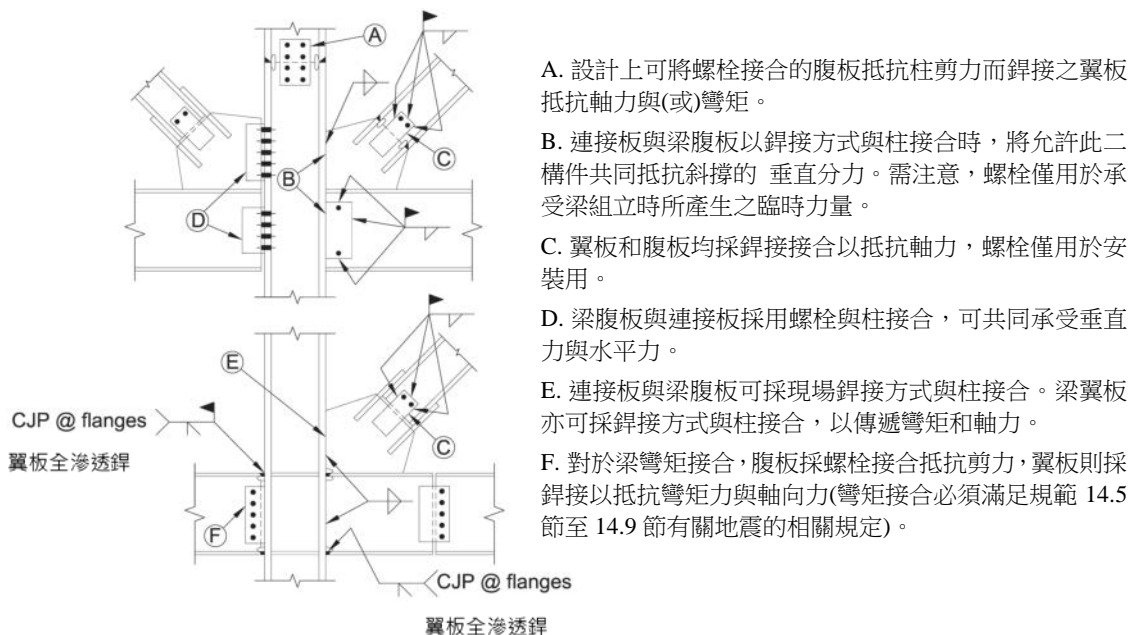 A
B
C
D
A. 設計上可將螺栓接合的腹板抵抗柱剪力而銲接之翼板
抵抗軸力與(或)彎矩。
B. 連接板與梁腹板以銲接方式與柱接合時，將允許此二
構件共同抵抗斜撐的 垂直分力。需注意，螺栓僅用於承
受梁組立時所產生之臨時力量。
C. 翼板和腹板均採銲接接合以抵抗軸力，螺栓僅用於安
裝用。
D. 梁腹板與連接板採用螺栓與柱接合，可共同承受垂直
力與水平力。
E. 連接板與梁腹板可採現場銲接方式與柱接合。梁翼板
亦可採銲接方式與柱接合，以傳遞彎矩和軸力。
F. 對於梁彎矩接合，腹板採螺栓接合抵抗剪力，翼板則採
銲接以抵抗彎矩力與軸向力(彎矩接合必須滿足規範 14.5
節至 14.9 節有關地震的相關規定)。
E
C
CJP @ flanges
翼板全滲透銲
F
CJP @ flanges
翼板全滲透銲